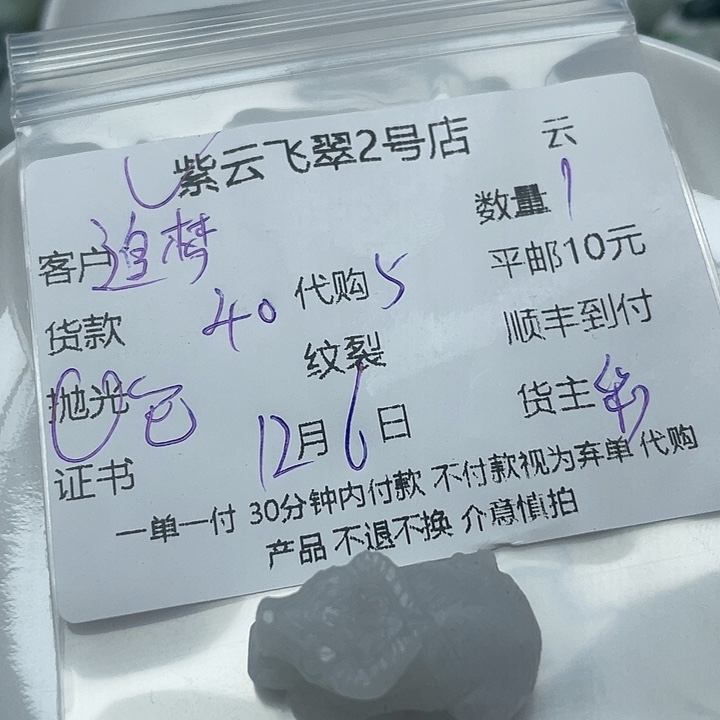 紫云飞翠2号店 云
客户追梦 数量1
货款 40 代购5 平邮10元
纹裂 顺丰到付
抛光包 货主
证书 12月6日
一单一付 30分钟内付款 不付款视为弃单 代购
产品 不退不换 介意慎拍